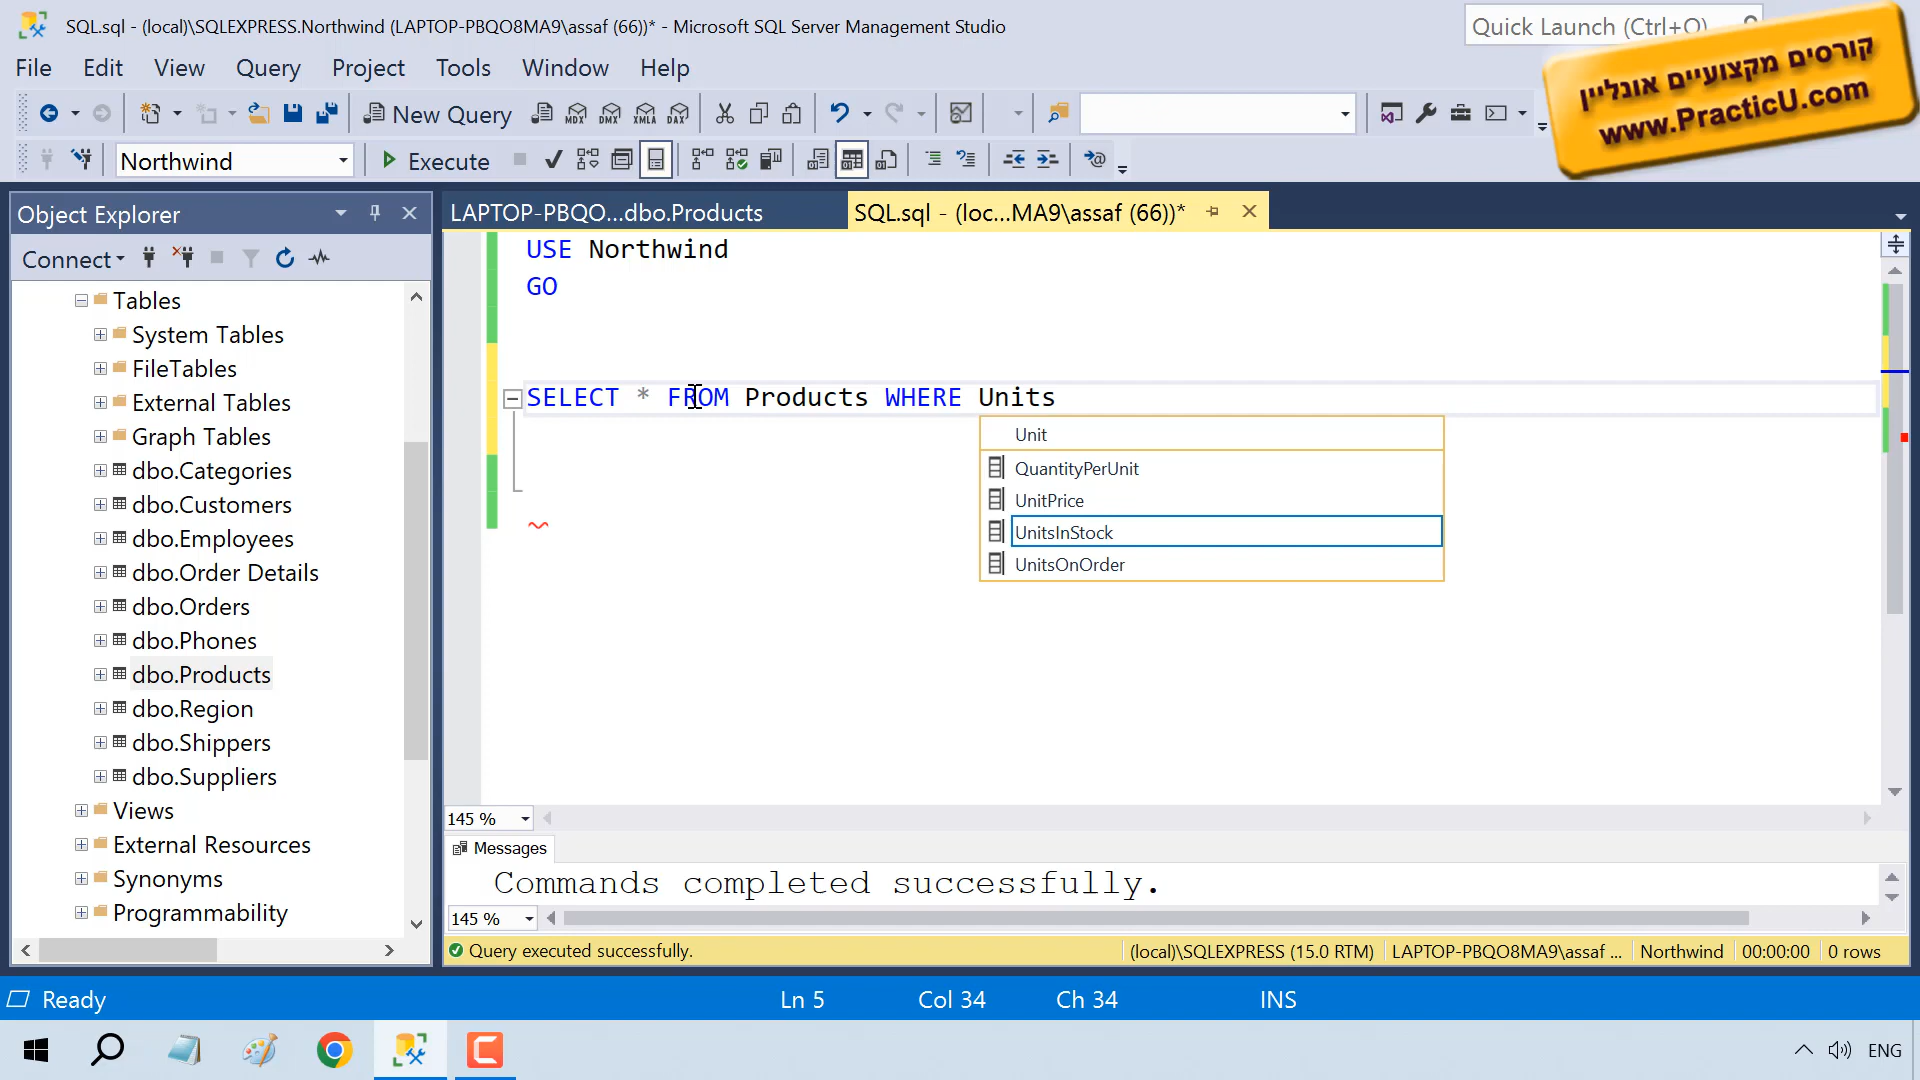 SQL.sql - (local)\SQLEXPRESS.Northwind (LAPTOP-PBQO8MA9\assaf (66))* - Microsoft SQL Server Management Studio
Quick Launch (Ctrl+Q)
קורסים מקצועיים אונליין
www.PracticU.com
File Edit View Query Project Tools Window Help
New Query
MDX DMX XMLA DAX
Northwind
Execute
Object Explorer
LAPTOP-PBQO...dbo.Products
SQL.sql - (loc...MA9\assaf (66))*
Connect
Tables
System Tables
FileTables
External Tables
Graph Tables
dbo.Categories
dbo.Customers
dbo.Employees
dbo.Order Details
dbo.Orders
dbo.Phones
dbo.Products
dbo.Region
dbo.Shippers
dbo.Suppliers
Views
External Resources
Synonyms
Programmability
USE Northwind
GO
SELECT * FROM Products WHERE Units
Unit
QuantityPerUnit
UnitPrice
UnitsInStock
UnitsOnOrder
145 %
Messages
Commands completed successfully.
145 %
Query executed successfully.
(local)\SQLEXPRESS (15.0 RTM)
LAPTOP-PBQO8MA9\assaf ...
Northwind
00:00:00
0 rows
Ready
Ln 5
Col 34
Ch 34
INS
ENG